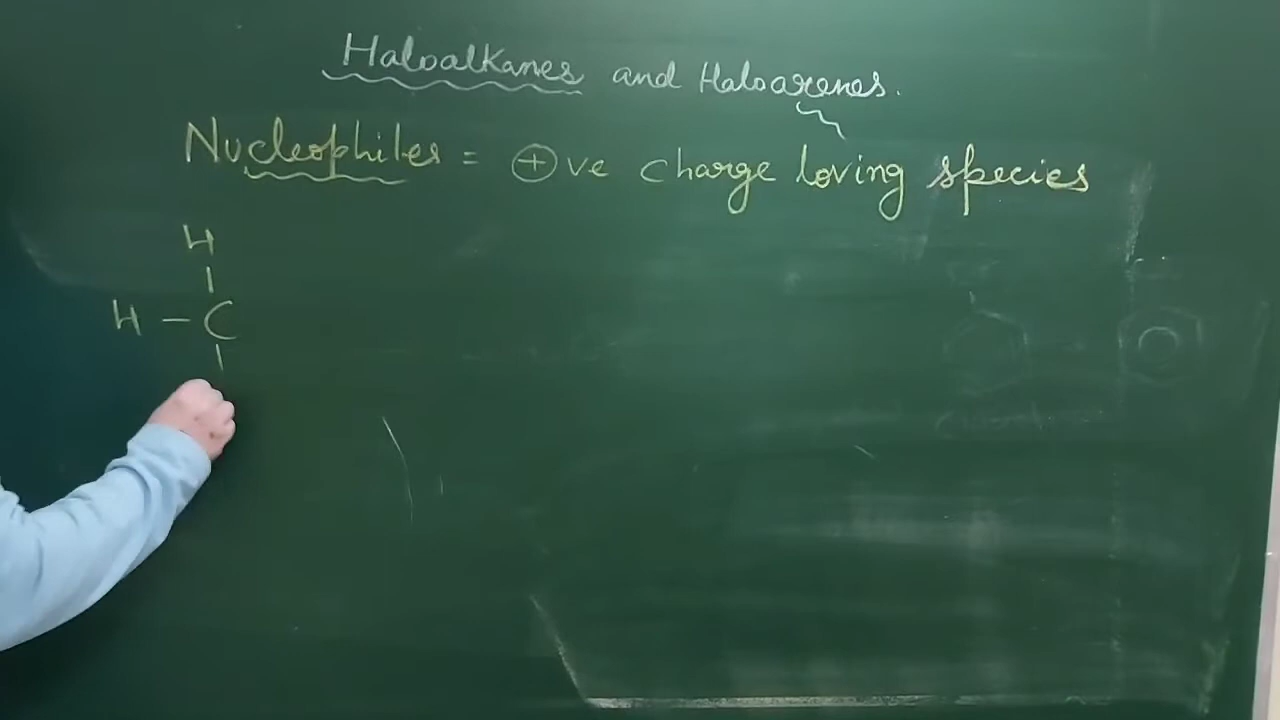 Haloalkanes and Haloarenes.
Nucleophiles = ⊕ve charge loving species
H
|
H - C
|